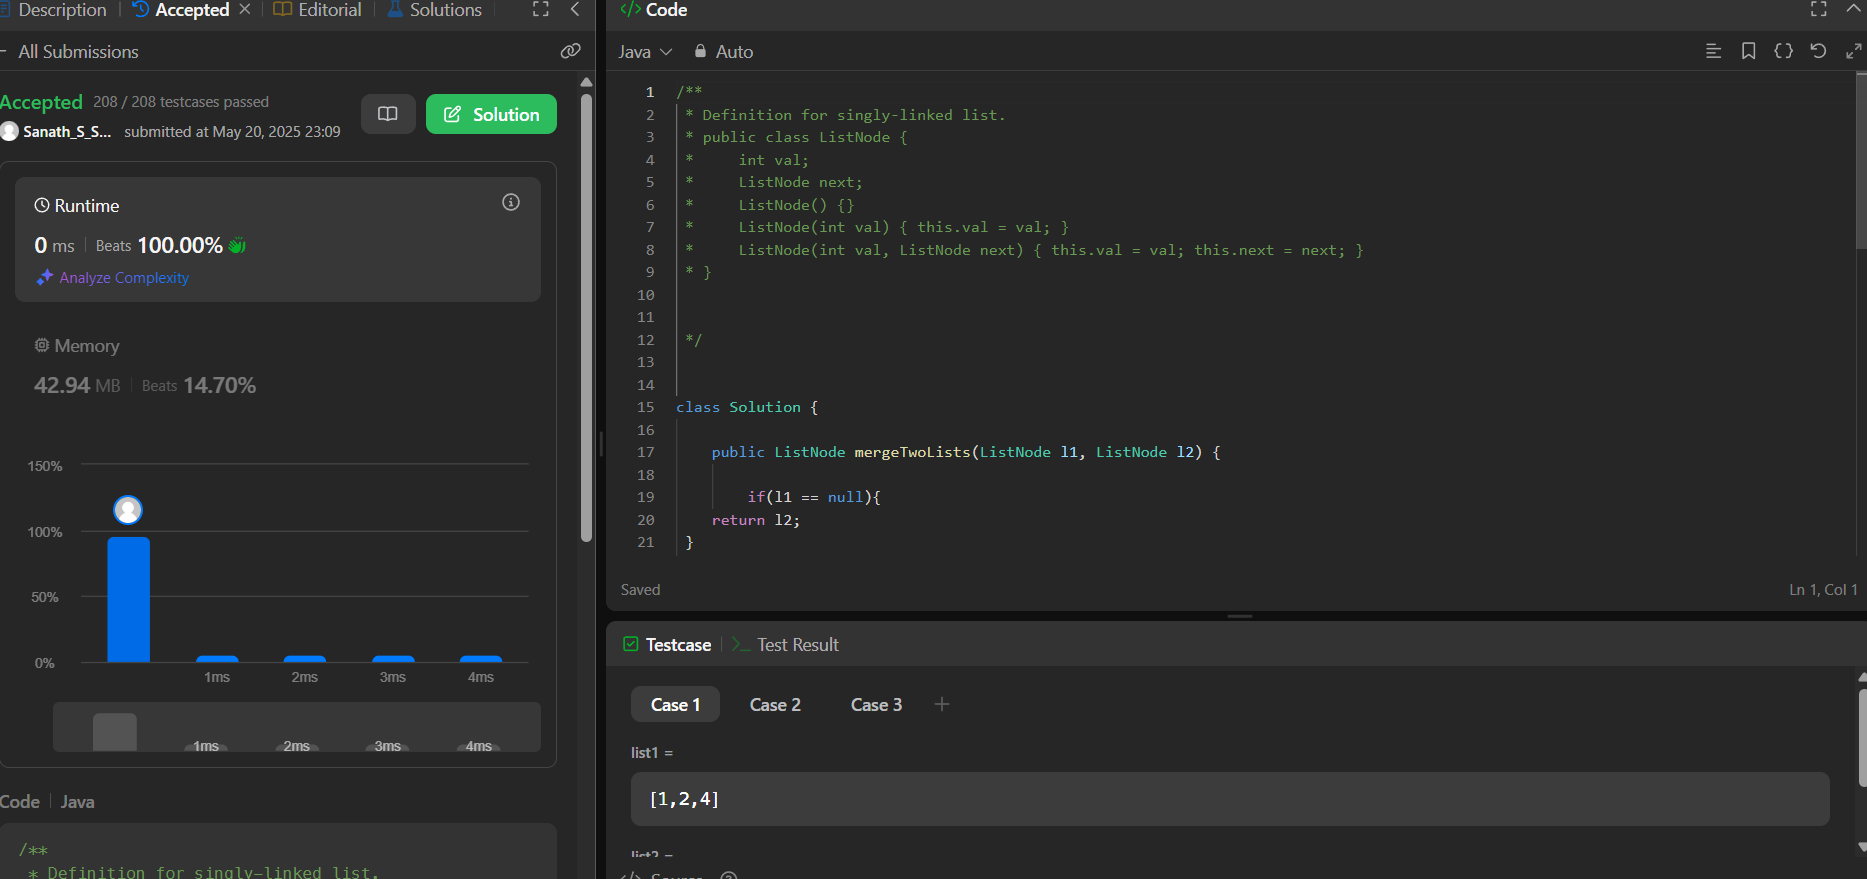 Description | Accepted × | Editorial | Solutions
All Submissions
Accepted 208 / 208 testcases passed
Sanath_S_S... submitted at May 20, 2025 23:09
Solution
Runtime
0 ms | Beats 100.00%
Analyze Complexity
Memory
42.94 MB | Beats 14.70%
150%
100%
50%
0%
1ms 2ms 3ms 4ms
1ms 2ms 3ms 4ms
Code | Java
/**
* Definition for singly-linked list.
</> Code
Java Auto
1 /**
2 * Definition for singly-linked list.
3 * public class ListNode {
4 *     int val;
5 *     ListNode next;
6 *     ListNode() {}
7 *     ListNode(int val) { this.val = val; }
8 *     ListNode(int val, ListNode next) { this.val = val; this.next = next; }
9 * }
10
11
12 */
13
14
15 class Solution {
16
17     public ListNode mergeTwoLists(ListNode l1, ListNode l2) {
18
19         if(l1 == null){
20     return l2;
21 }
Saved
Ln 1, Col 1
Testcase | >_ Test Result
Case 1 Case 2 Case 3 +
list1 =
[1,2,4]
list2 =
</> Source